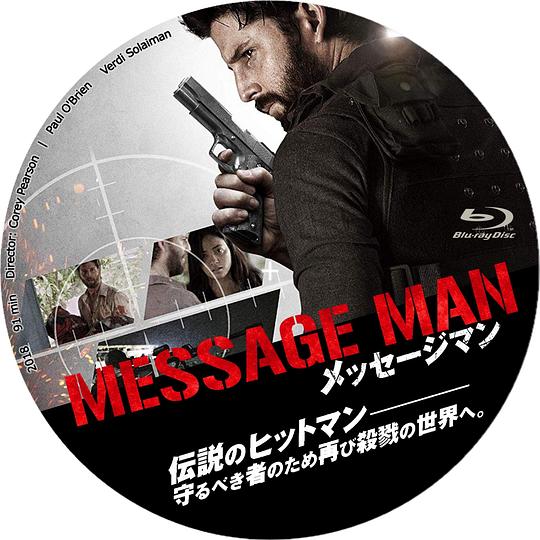 2018 91 min Director: Corey Pearson | Paul O'Brien Verdi Solaiman
Blu-ray Disc
MESSAGE MAN
メッセージマン
伝説のヒットマン────
守るべき者のため再び殺戮の世界へ。